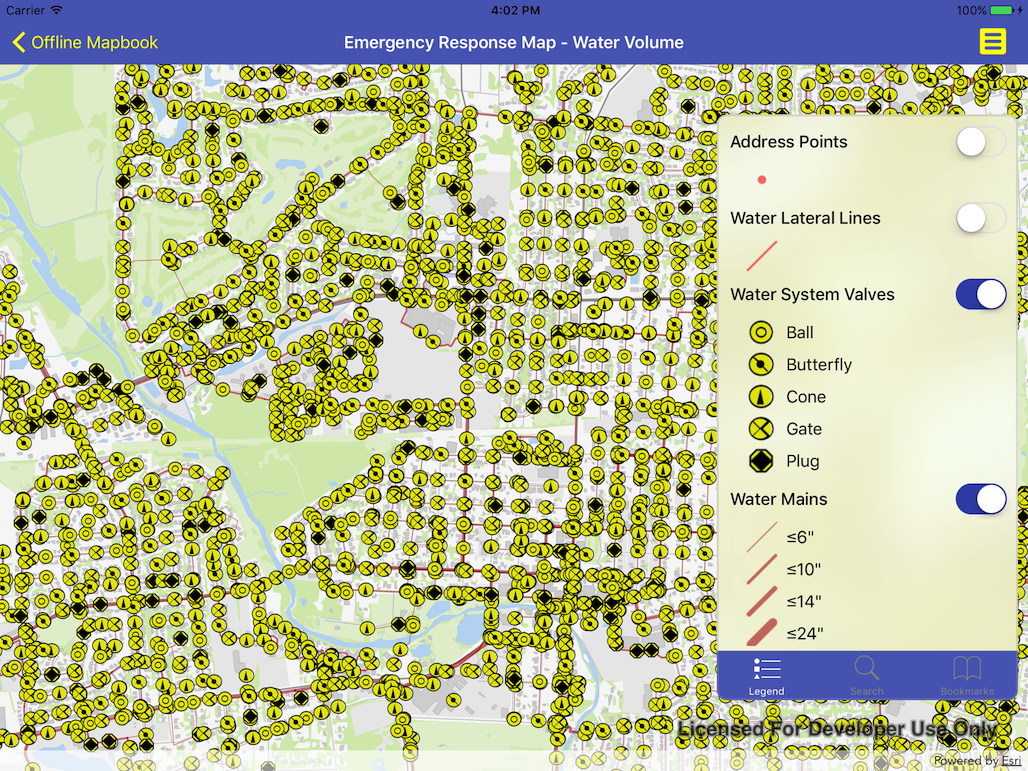 Carrier 4:02 PM 100%
Offline Mapbook Emergency Response Map - Water Volume
Address Points
Water Lateral Lines
Water System Valves
Ball
Butterfly
Cone
Gate
Plug
Water Mains
≤6"
≤10"
≤14"
≤24"
Legend Search Bookmarks
Licensed For Developer Use Only
Powered by Esri